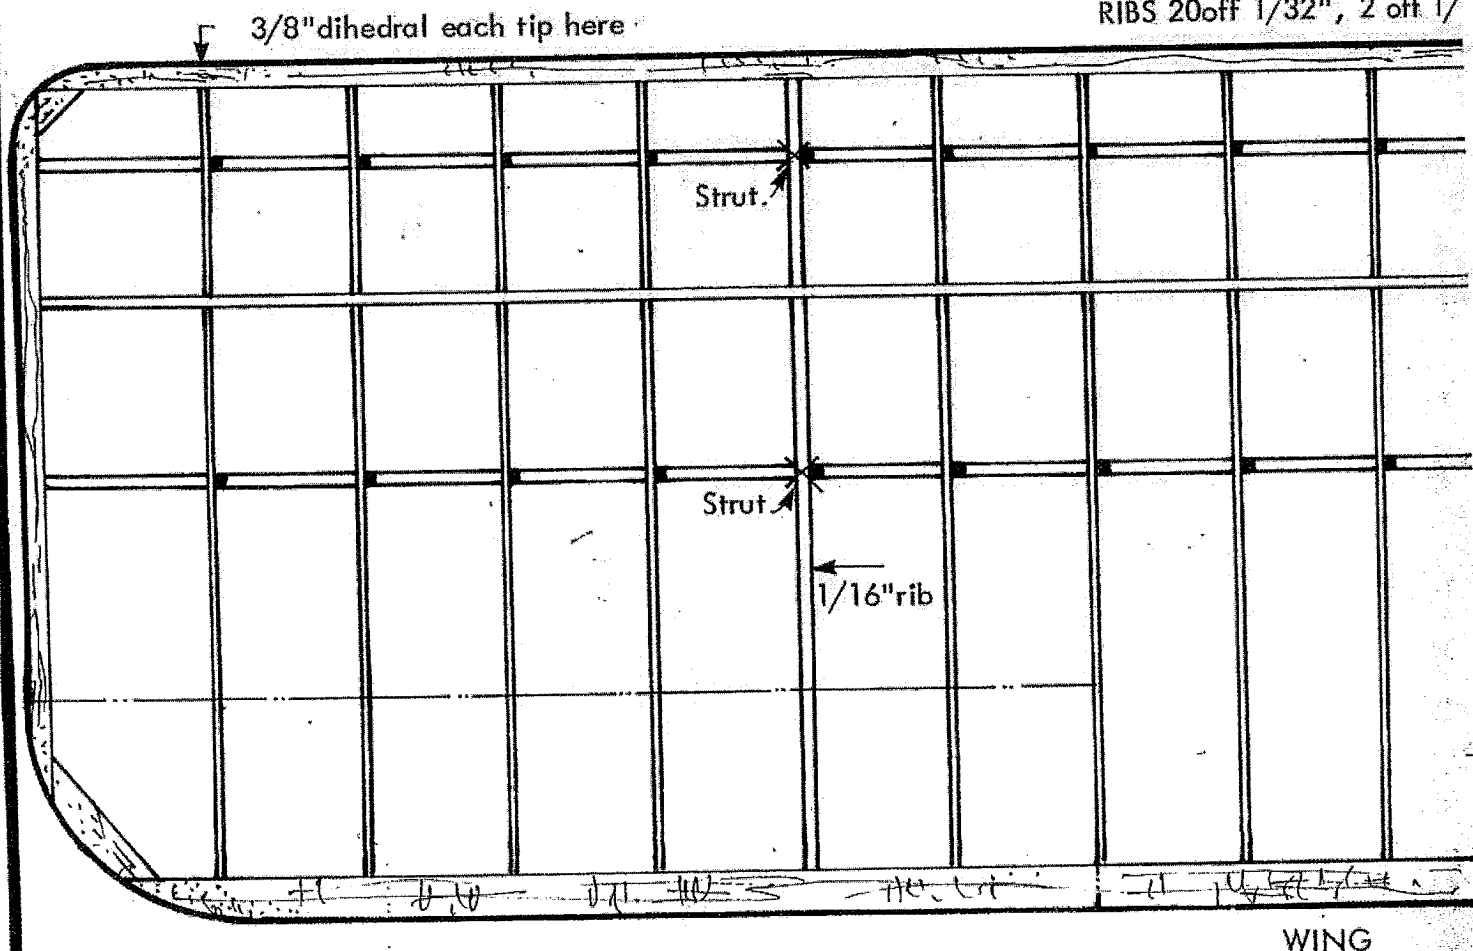 3/8"dihedral each tip here
RIBS 20off 1/32", 2 off 1/
Strut.
Strut
1/16"rib
WING